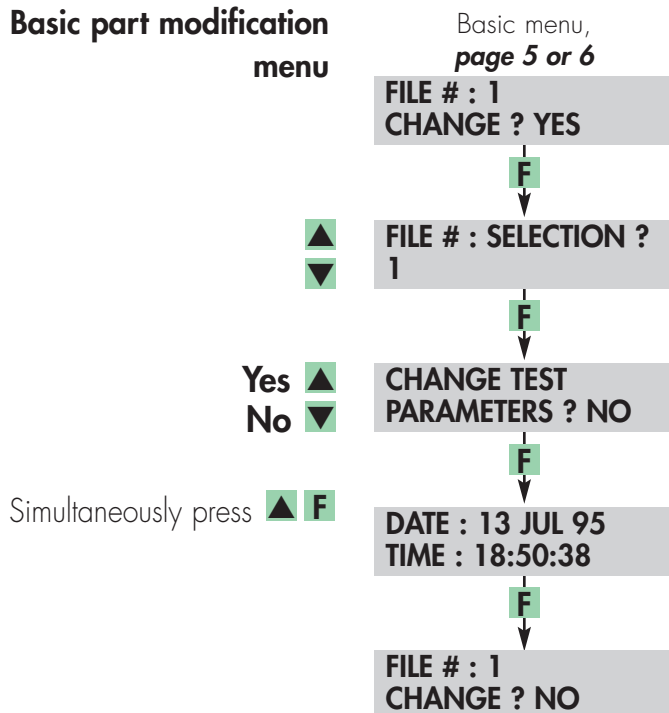 Basic part modification
menu
Basic menu,
page 5 or 6
FILE # : 1
CHANGE ? YES
F
▲
▼
FILE # : SELECTION ?
1
F
Yes ▲
No ▼
CHANGE TEST
PARAMETERS ? NO
F
Simultaneously press ▲ F
DATE : 13 JUL 95
TIME : 18:50:38
F
FILE # : 1
CHANGE ? NO